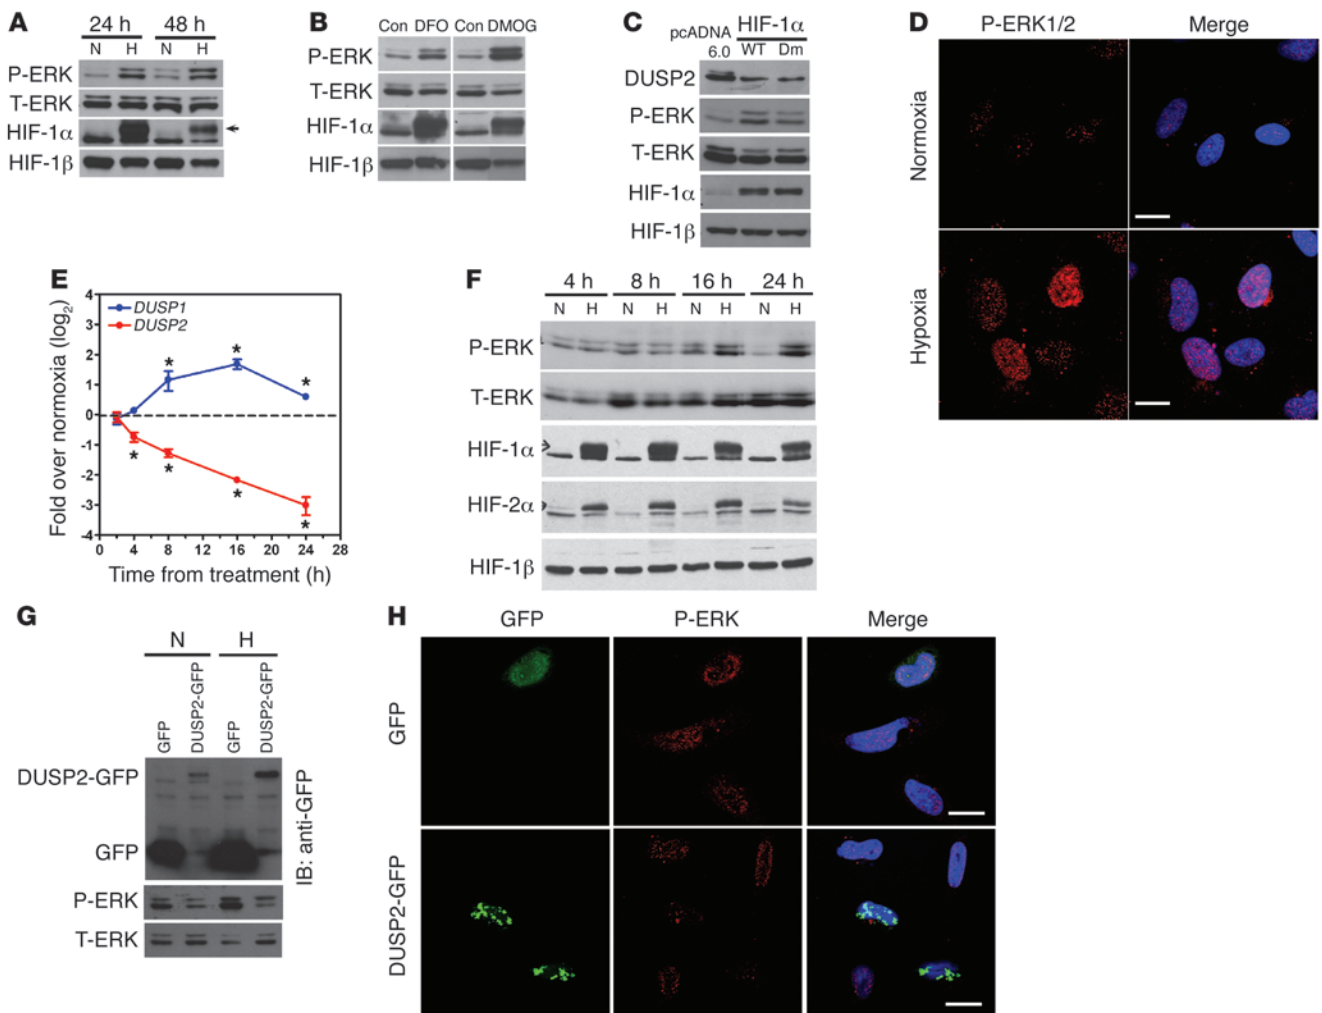 A
24 h 48 h
N H N H
P-ERK
T-ERK
HIF-1α
HIF-1β
B
Con DFO Con DMOG
P-ERK
T-ERK
HIF-1α
HIF-1β
C
pcADNA HIF-1α
6.0 WT Dm
DUSP2
P-ERK
T-ERK
HIF-1α
HIF-1β
D
P-ERK1/2 Merge
Normoxia
Hypoxia
E
Fold over normoxia (log2)
4
3
2
1
0
-1
-2
-3
-4
DUSP1
DUSP2
* * *
* * * *
0 4 8 12 16 20 24 28
Time from treatment (h)
F
4 h 8 h 16 h 24 h
N H N H N H N H
P-ERK
T-ERK
HIF-1α
HIF-2α
HIF-1β
G
N H
GFP DUSP2-GFP GFP DUSP2-GFP
DUSP2-GFP
GFP
IB: anti-GFP
P-ERK
T-ERK
H
GFP P-ERK Merge
GFP
DUSP2-GFP